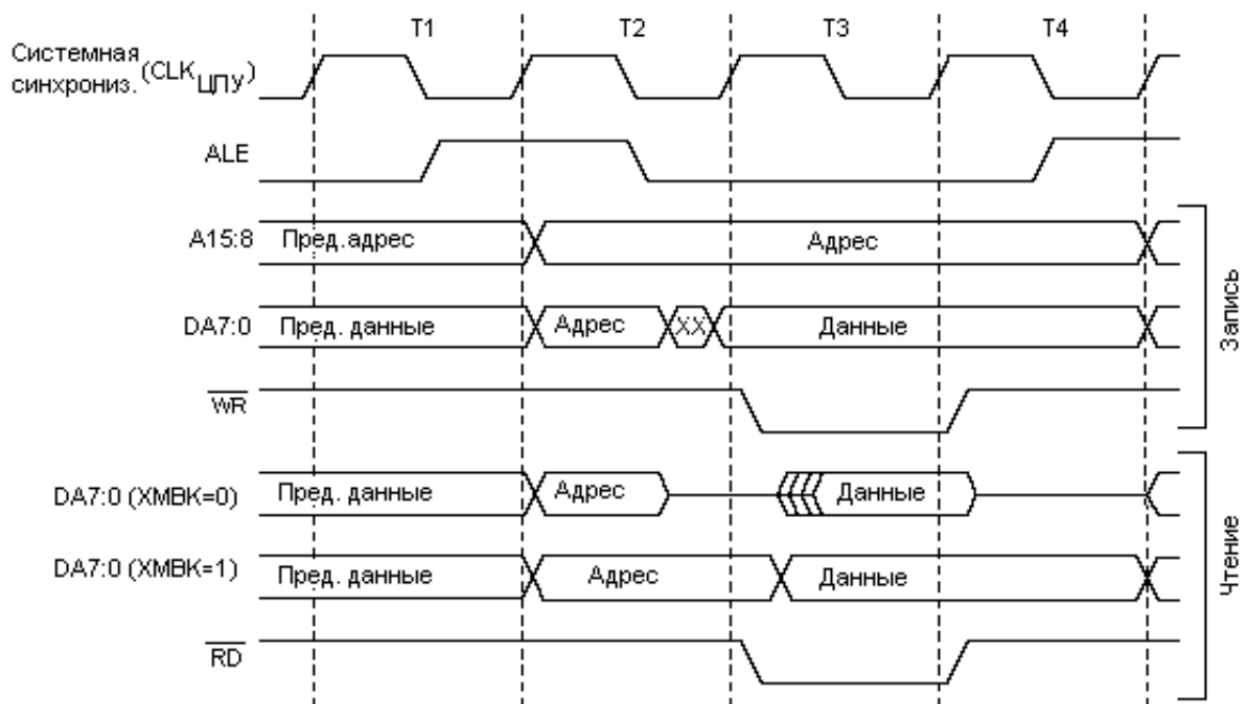 T1 T2 T3 T4
Системная
синхрониз. (CLK ЦПУ)
ALE
A15:8 Пред.адрес Адрес
DA7:0 Пред. данные Адрес XX Данные
WR
Запись
DA7:0 (XMBK=0) Пред. данные Адрес Данные
DA7:0 (XMBK=1) Пред. данные Адрес Данные
RD
Чтение